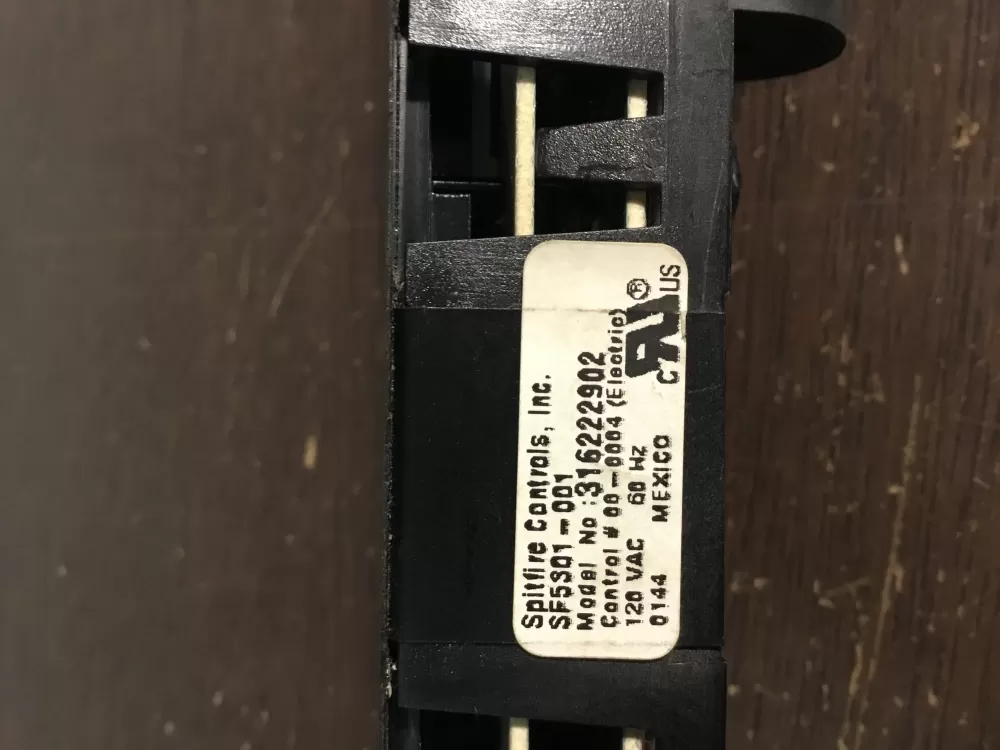 Spitfire Controls, Inc.
SF5301-001
Model No: 316222902
Control # 00-0004 (Electric)
120 VAC 60 Hz
0144 MEXICO
C RU ® US